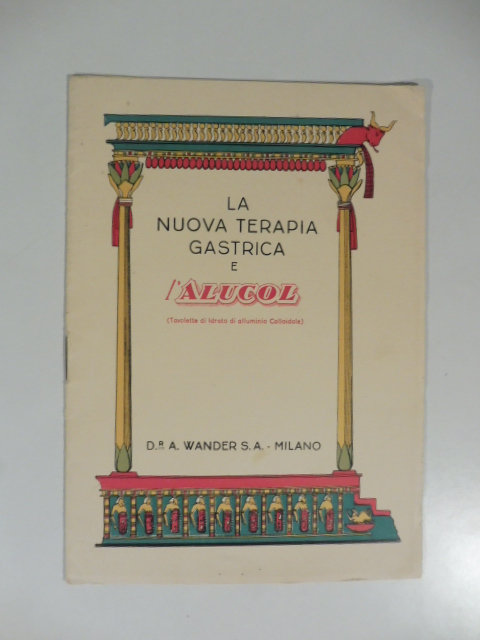 LA
NUOVA TERAPIA
GASTRICA
E
l'ALUCOL
(Tavolette di Idrato di alluminio Colloidale)
D.R A. WANDER S.A. - MILANO